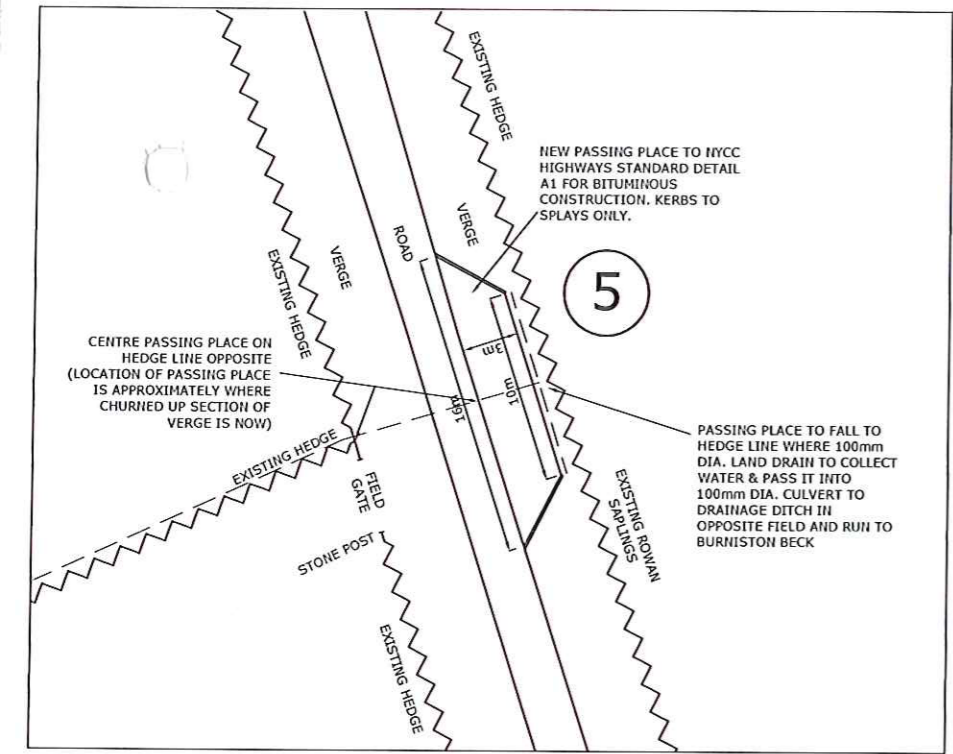 EXISTING HEDGE
NEW PASSING PLACE TO NYCC
HIGHWAYS STANDARD DETAIL
A1 FOR BITUMINOUS
CONSTRUCTION. KERBS TO
SPLAYS ONLY.
VERGE
ROAD
VERGE
EXISTING HEDGE
5
CENTRE PASSING PLACE ON
HEDGE LINE OPPOSITE
(LOCATION OF PASSING PLACE
IS APPROXIMATELY WHERE
CHURNED UP SECTION OF
VERGE IS NOW)
3m
10m
16m
EXISTING HEDGE
FIELD
GATE
STONE POST
PASSING PLACE TO FALL TO
HEDGE LINE WHERE 100mm
DIA. LAND DRAIN TO COLLECT
WATER & PASS IT INTO
100mm DIA. CULVERT TO
DRAINAGE DITCH IN
OPPOSITE FIELD AND RUN TO
BURNISTON BECK
EXISTING ROWAN
SAPLINGS
EXISTING HEDGE